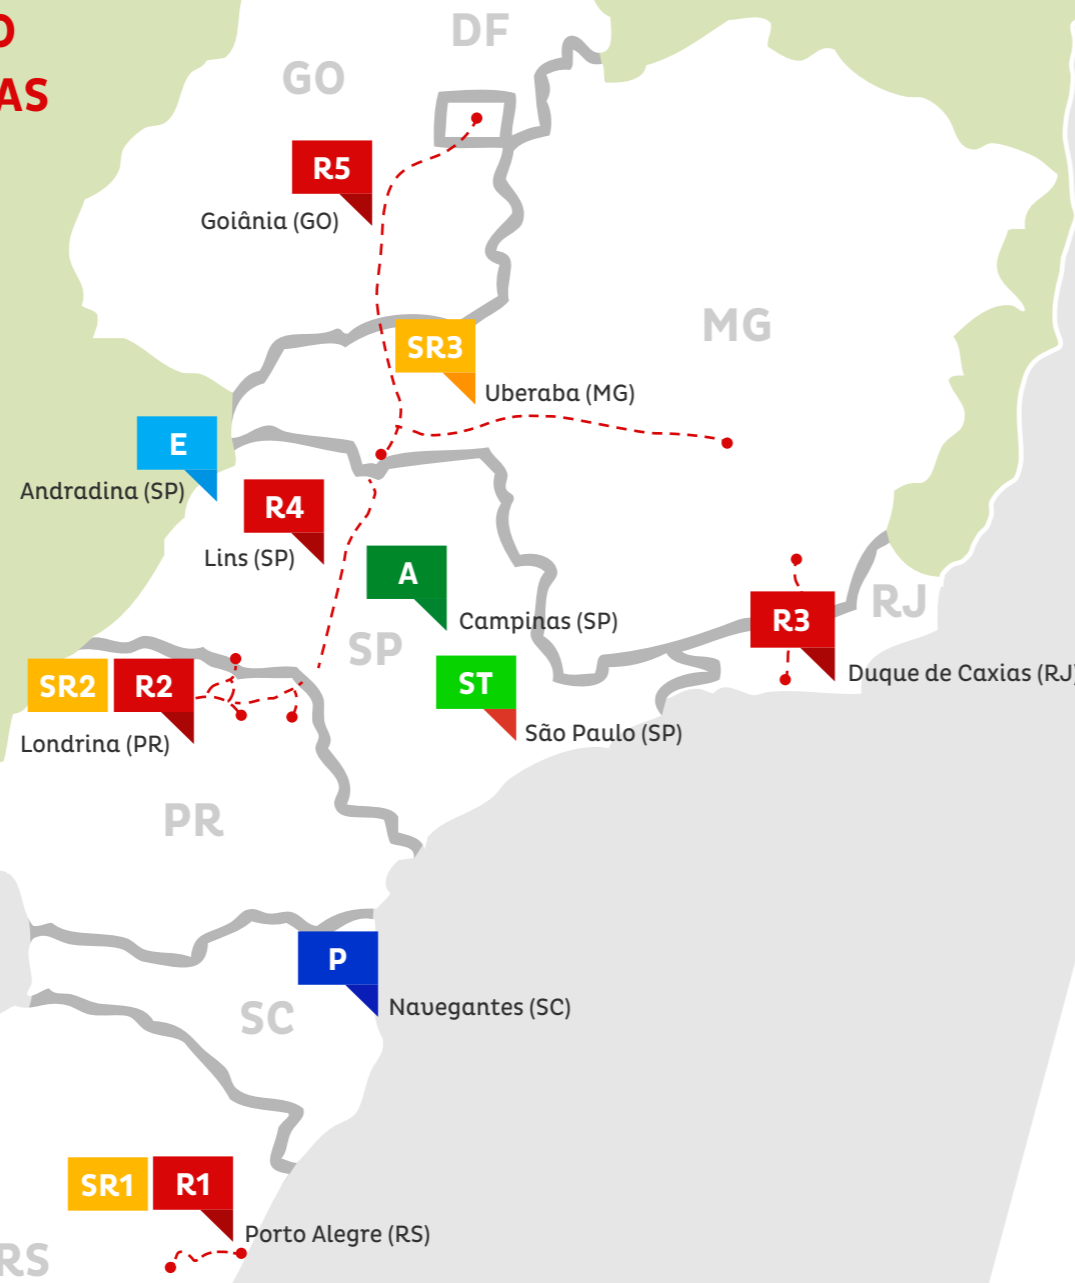 O
AS
DF
GO
R5
Goiânia (GO)
MG
SR3
Uberaba (MG)
E
Andradina (SP)
R4
Lins (SP)
A
Campinas (SP)
RJ
R3
Duque de Caxias (RJ)
SP
ST
São Paulo (SP)
SR2 R2
Londrina (PR)
PR
P
Navegantes (SC)
SC
SR1 R1
Porto Alegre (RS)
RS